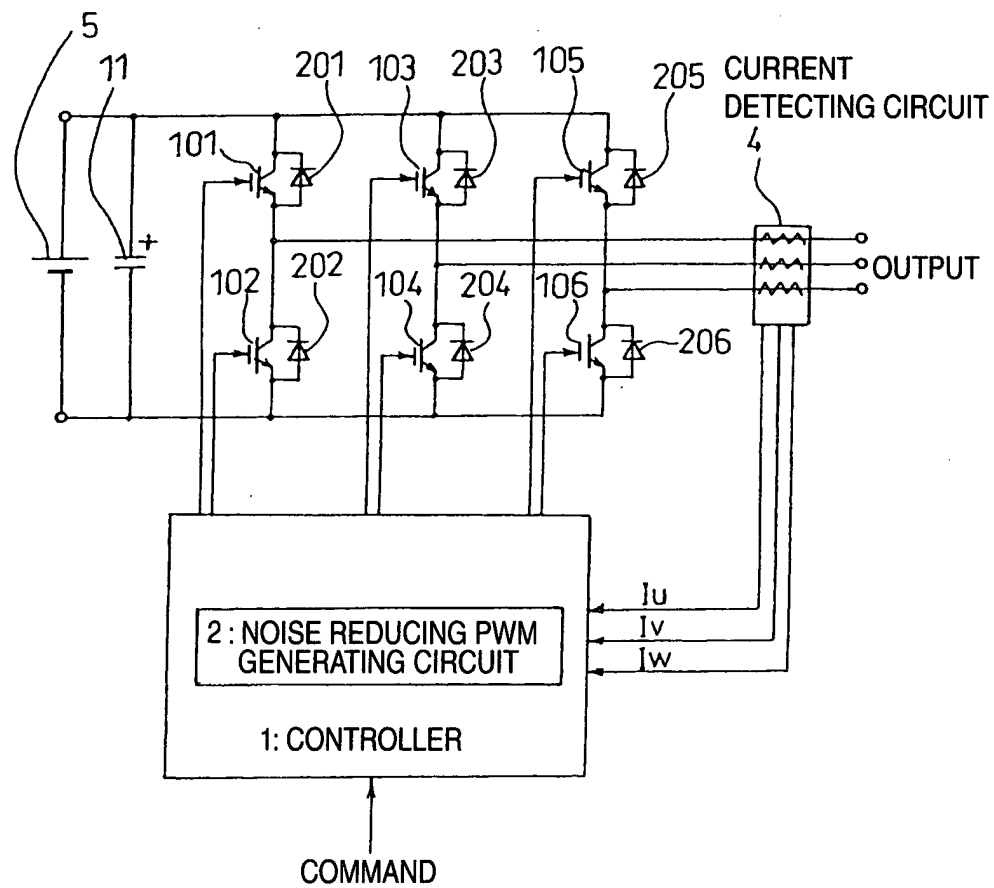 5
11
201
103
203
105
205
CURRENT
DETECTING CIRCUIT
4
101
+
102
202
104
204
106
206
OUTPUT
Iu
Iv
Iw
2 : NOISE REDUCING PWM
GENERATING CIRCUIT
1: CONTROLLER
COMMAND